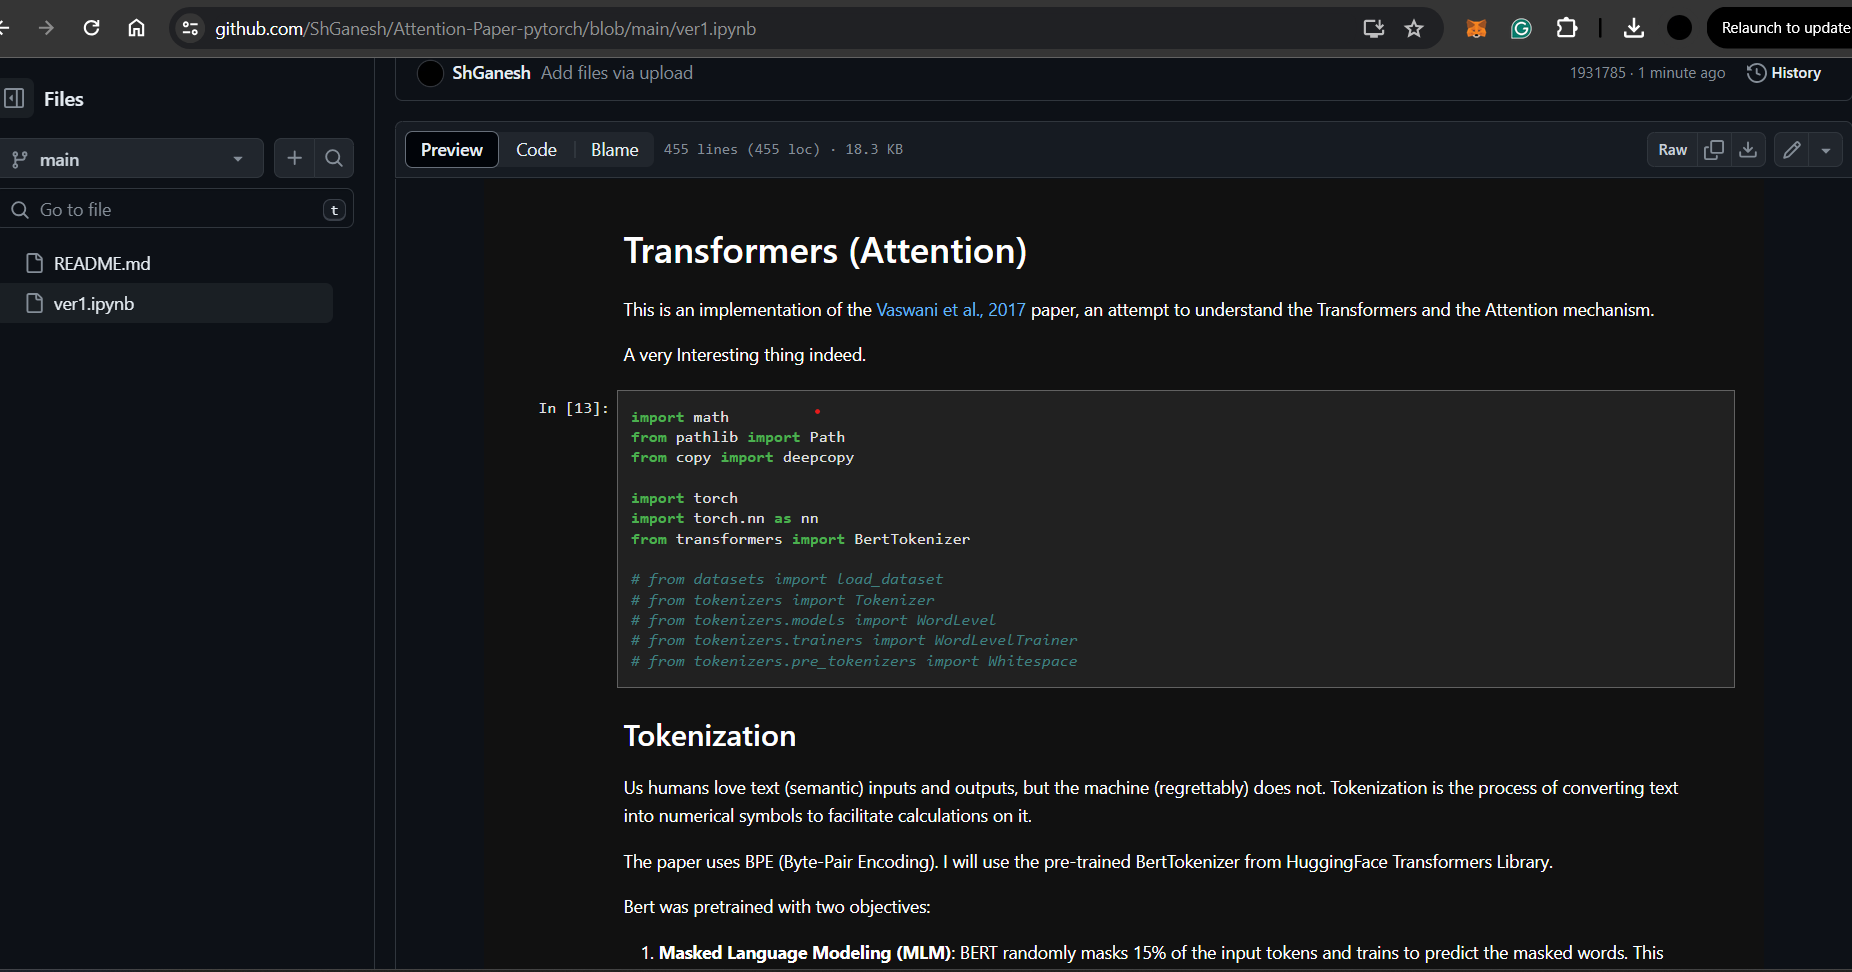 github.com/ShGanesh/Attention-Paper-pytorch/blob/main/ver1.ipynb
Relaunch to update
Files
main
Go to file
t
README.md
ver1.ipynb
ShGanesh Add files via upload
1931785 · 1 minute ago
History
Preview
Code
Blame
455 lines (455 loc) · 18.3 KB
Raw
Transformers (Attention)
This is an implementation of the Vaswani et al., 2017 paper, an attempt to understand the Transformers and the Attention mechanism.
A very Interesting thing indeed.
In [13]:
import math
from pathlib import Path
from copy import deepcopy
import torch
import torch.nn as nn
from transformers import BertTokenizer
# from datasets import load_dataset
# from tokenizers import Tokenizer
# from tokenizers.models import WordLevel
# from tokenizers.trainers import WordLevelTrainer
# from tokenizers.pre_tokenizers import Whitespace
Tokenization
Us humans love text (semantic) inputs and outputs, but the machine (regrettably) does not. Tokenization is the process of converting text
into numerical symbols to facilitate calculations on it.
The paper uses BPE (Byte-Pair Encoding). I will use the pre-trained BertTokenizer from HuggingFace Transformers Library.
Bert was pretrained with two objectives:
1. Masked Language Modeling (MLM): BERT randomly masks 15% of the input tokens and trains to predict the masked words. This